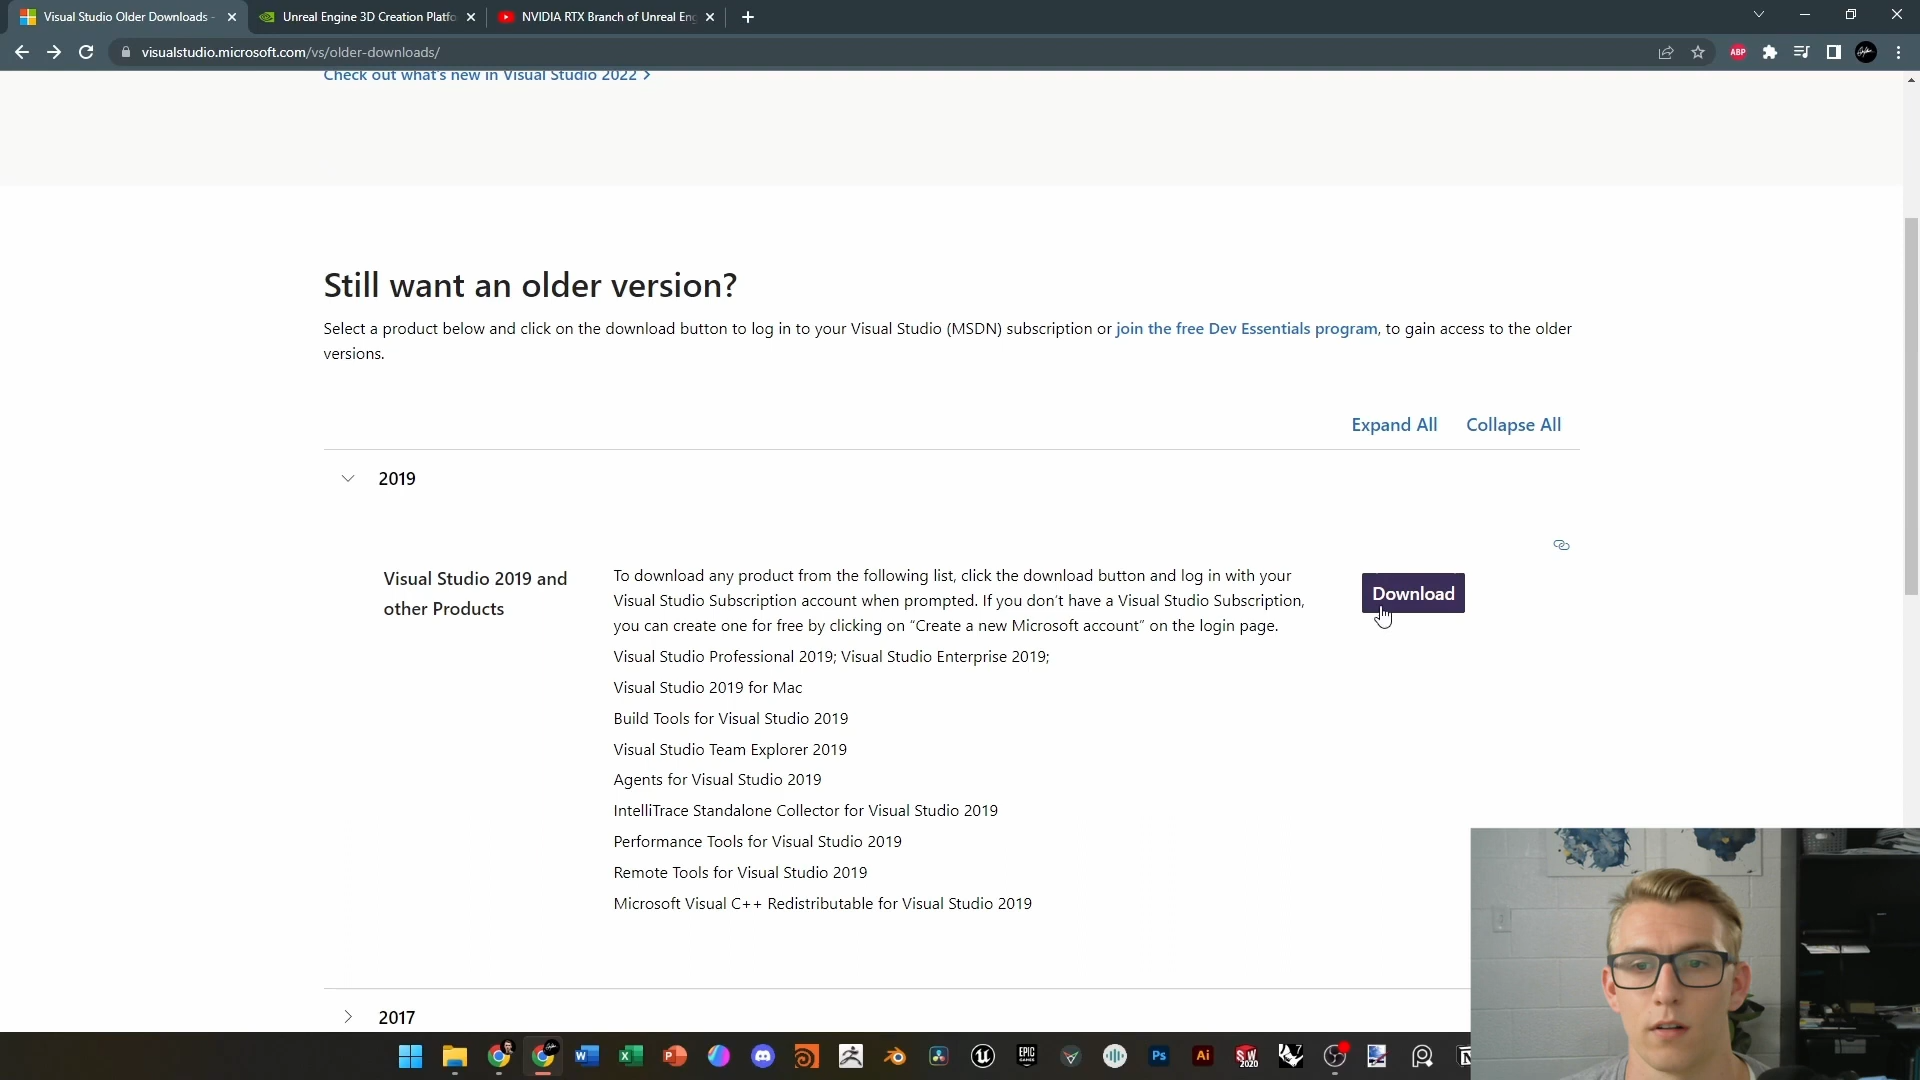 Visual Studio Older Downloads -
Unreal Engine 3D Creation Platfo
NVIDIA RTX Branch of Unreal Eng
visualstudio.microsoft.com/vs/older-downloads/
ABP
Check out what's new in Visual Studio 2022
Still want an older version?
Select a product below and click on the download button to log in to your Visual Studio (MSDN) subscription or join the free Dev Essentials program, to gain access to the older
versions.
Expand All Collapse All
2019
Visual Studio 2019 and
other Products
To download any product from the following list, click the download button and log in with your
Visual Studio Subscription account when prompted. If you don't have a Visual Studio Subscription,
you can create one for free by clicking on “Create a new Microsoft account” on the login page.
Visual Studio Professional 2019; Visual Studio Enterprise 2019;
Visual Studio 2019 for Mac
Build Tools for Visual Studio 2019
Visual Studio Team Explorer 2019
Agents for Visual Studio 2019
IntelliTrace Standalone Collector for Visual Studio 2019
Performance Tools for Visual Studio 2019
Remote Tools for Visual Studio 2019
Microsoft Visual C++ Redistributable for Visual Studio 2019
Download
2017
W
X
P
EPIC
GAMES
Ps
Ai
SW
2020